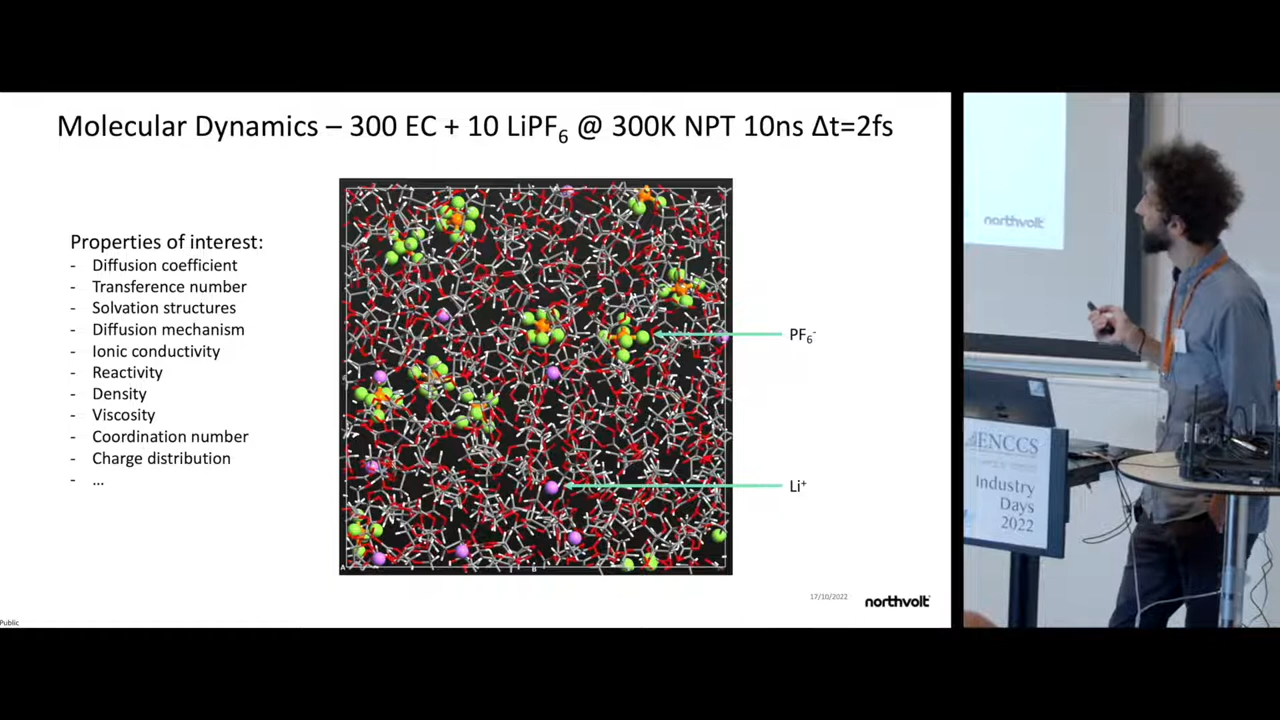 Molecular Dynamics – 300 EC + 10 LiPF₆ @ 300K NPT 10ns Δt=2fs
Properties of interest:
- Diffusion coefficient
- Transference number
- Solvation structures
- Diffusion mechanism
- Ionic conductivity
- Reactivity
- Density
- Viscosity
- Coordination number
- Charge distribution
- ...
PF₆⁻
Li⁺
A
B
17/10/2022
northvolt
Public
northvolt
ENCCS
Industry
Days
2022